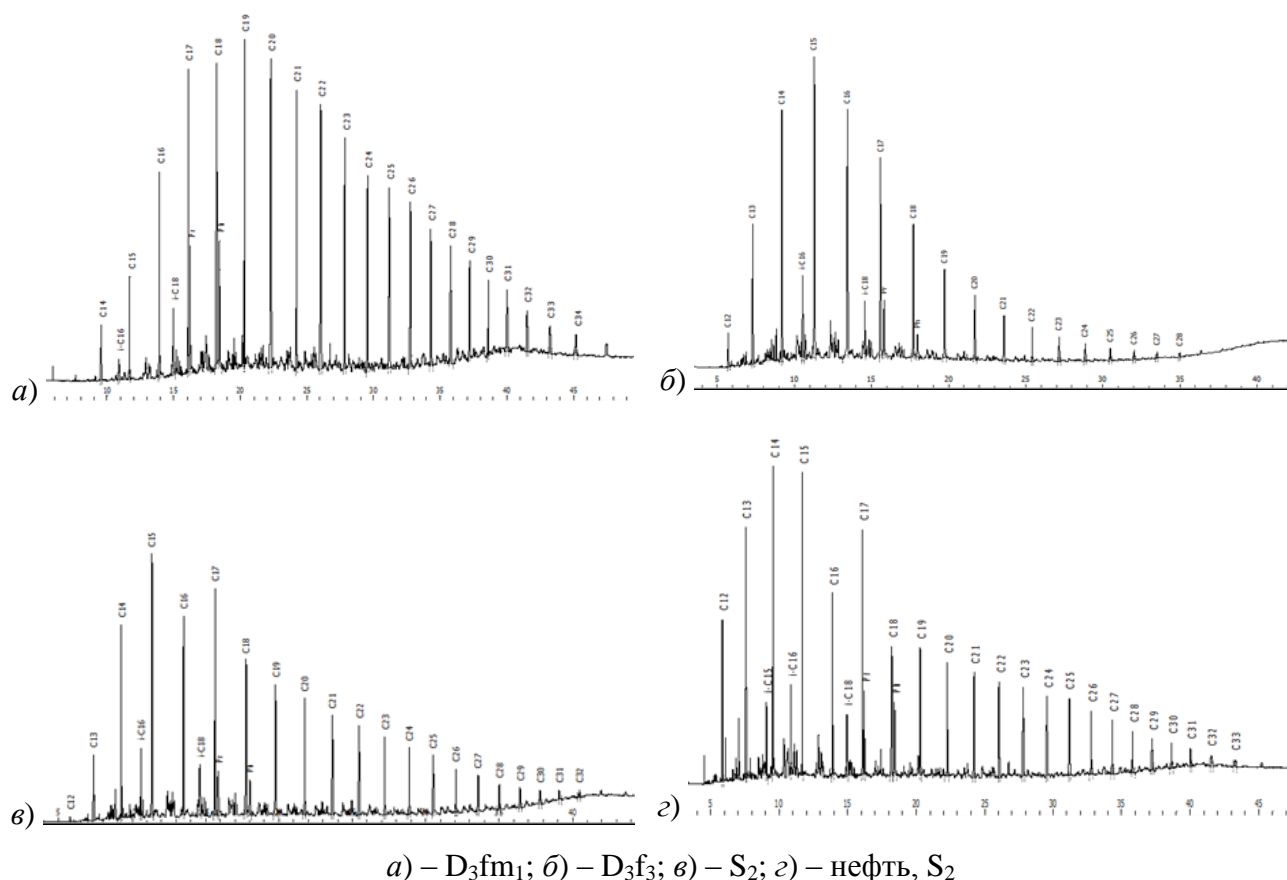 C14
i-C16
C15
C16
i-C18
C17
Pr
C18
Ph
C19
C20
C21
C22
C23
C24
C25
C26
C27
C28
C29
C30
C31
C32
C33
C34
10 15 20 25 30 35 40 45
а)
C12
C13
C14
i-C16
C15
C16
i-C18
C17
Pr
C18
Ph
C19
C20
C21
C22
C23
C24
C25
C26
C27
C28
5 10 15 20 25 30 35 40
б)
C12
C13
C14
i-C16
C15
C16
i-C18
C17
Pr
C18
Ph
C19
C20
C21
C22
C23
C24
C25
C26
C27
C28
C29
C30
C31
C32
40
в)
C12
C13
i-C15
C14
i-C16
C15
C16
i-C18
C17
Pr
C18
Ph
C19
C20
C21
C22
C23
C24
C25
C26
C27
C28
C29
C30
C31
C32
C33
5 10 15 20 25 30 35 40
г)
а) – D₃fm₁; б) – D₃f₃; в) – S₂; г) – нефть, S₂